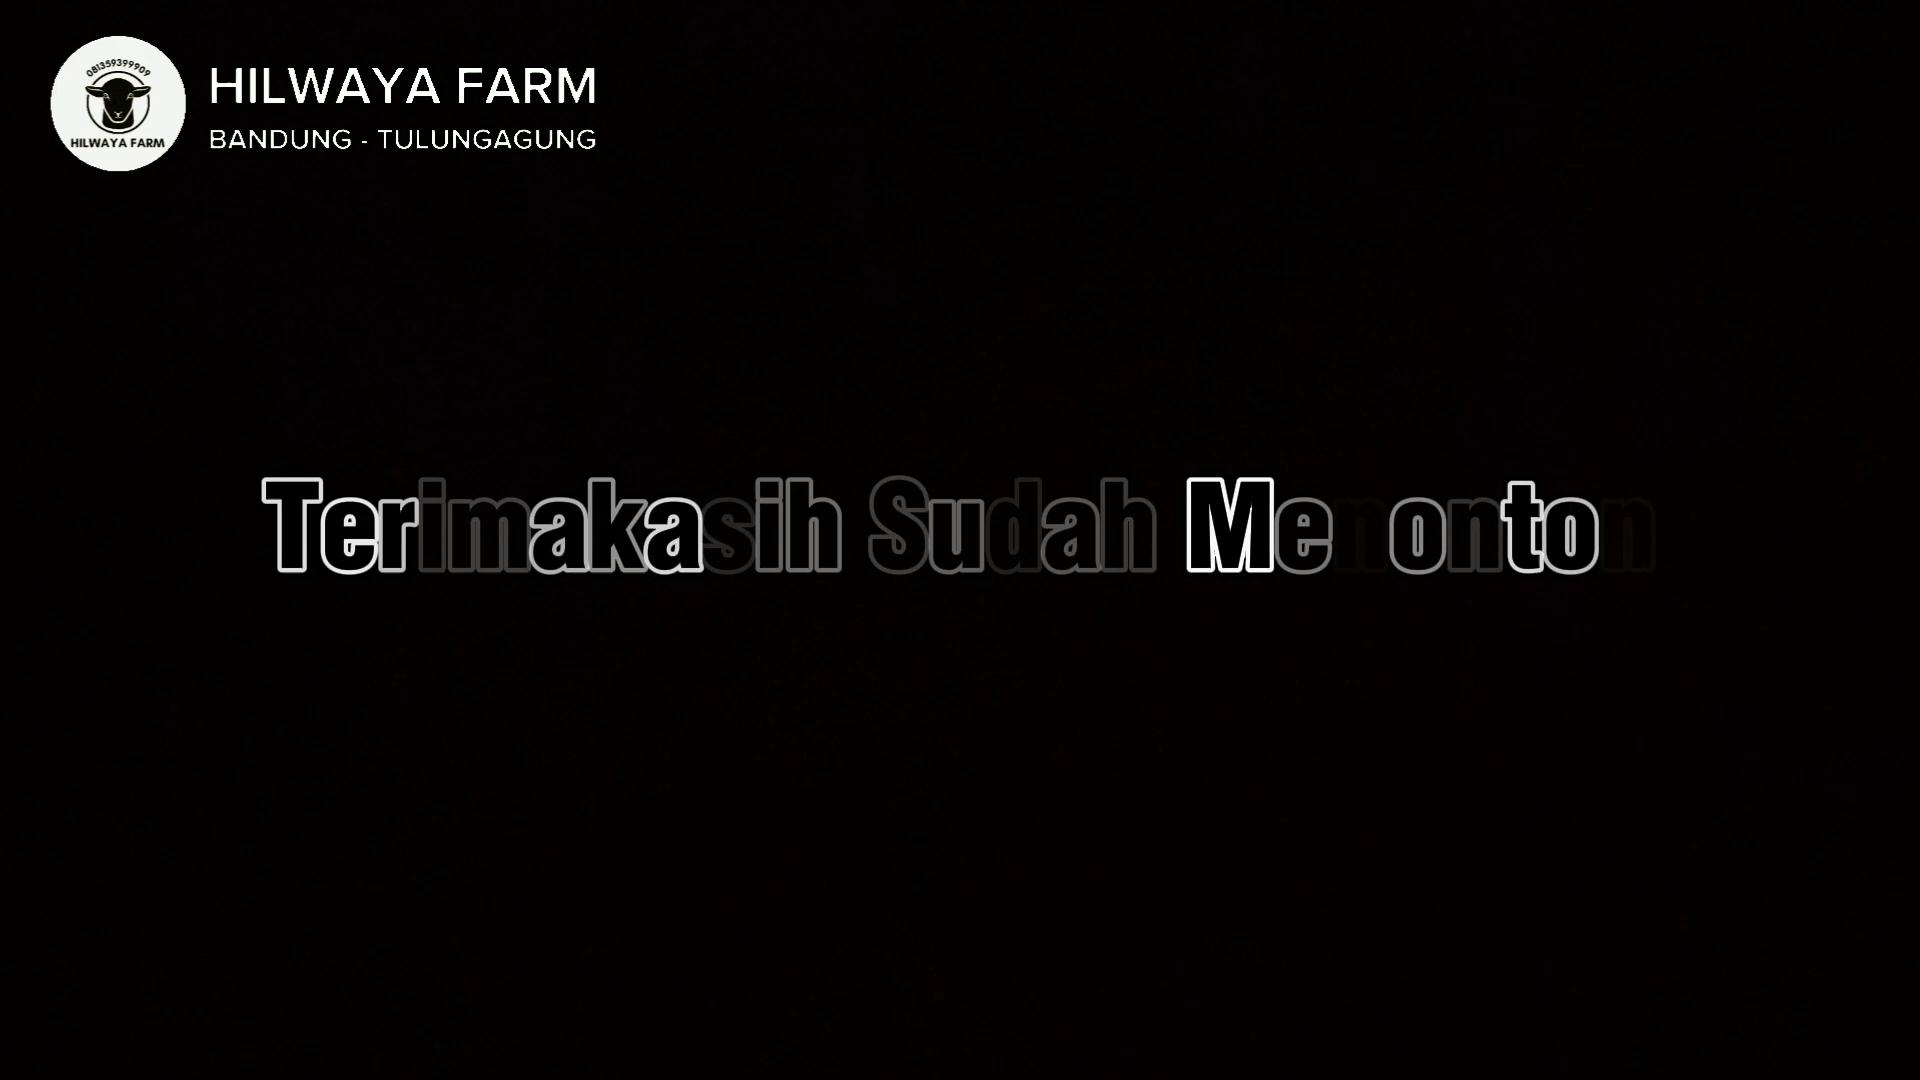 081359399909
HILWAYA FARM
HILWAYA FARM
BANDUNG - TULUNGAGUNG
Terimakasih Sudah Menonton